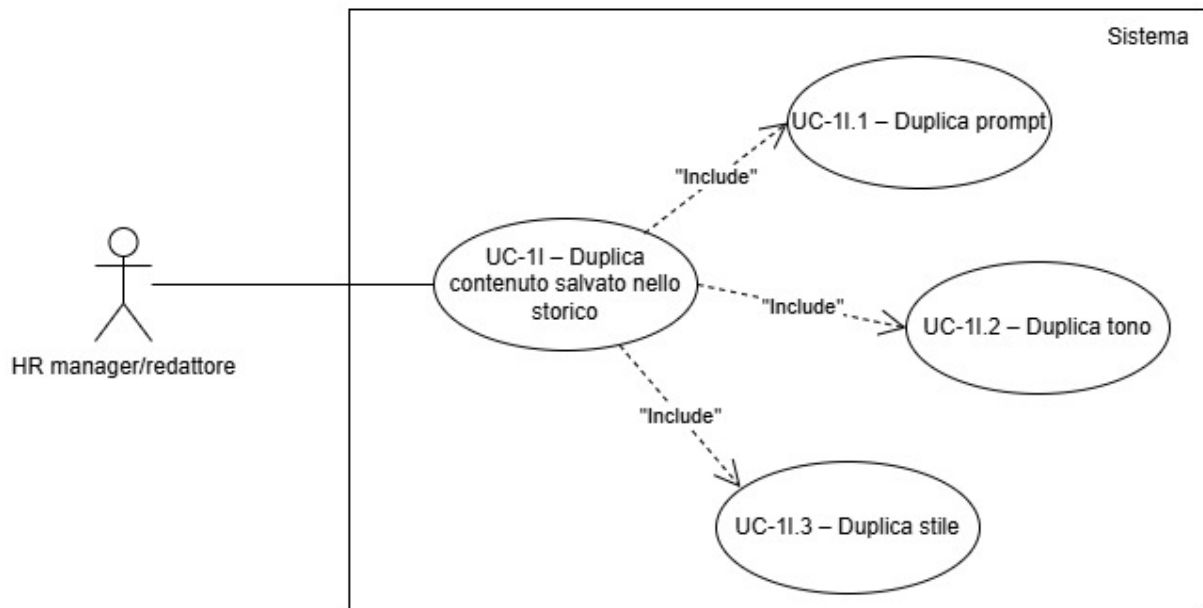 Sistema
UC-1I.1 – Duplica prompt
"Include"
UC-1I – Duplica
contenuto salvato nello
storico
"Include"
UC-1I.2 – Duplica tono
HR manager/redattore
"Include"
UC-1I.3 – Duplica stile